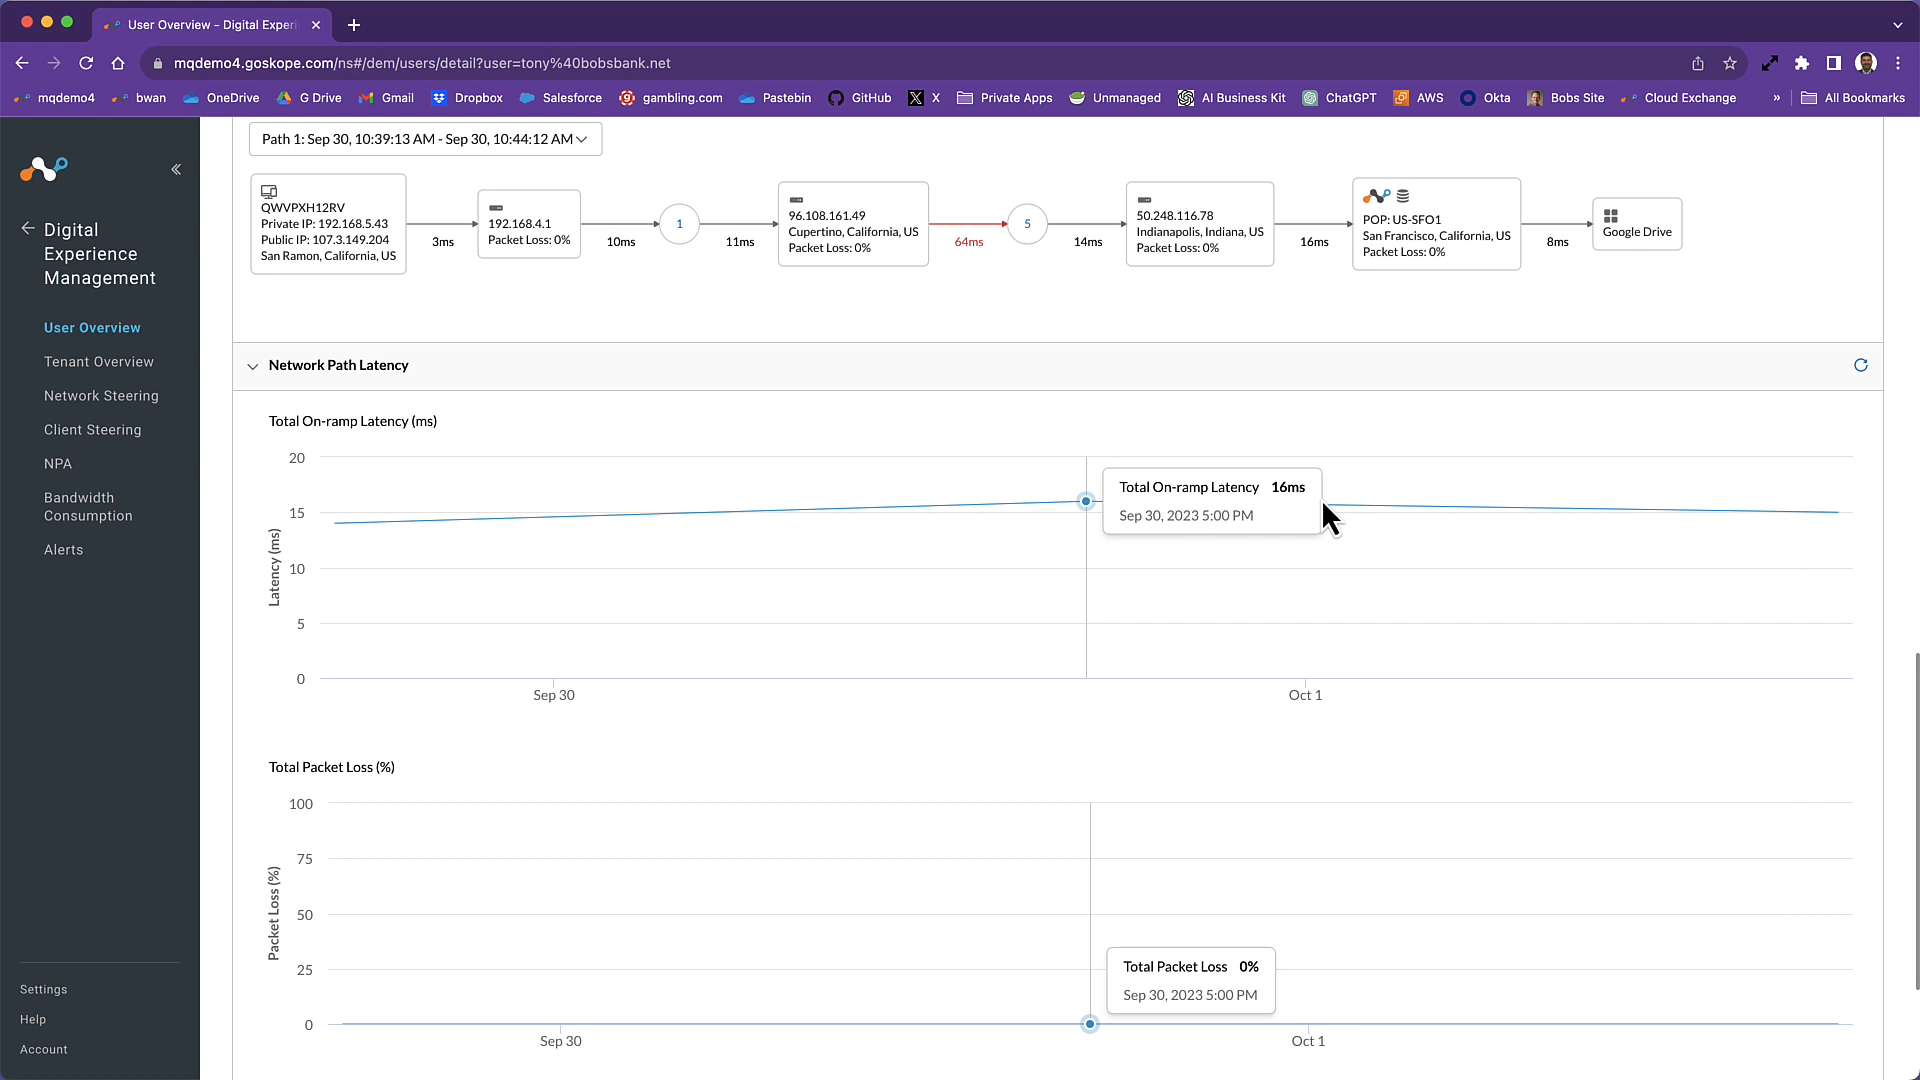 User Overview - Digital Experi
mqdemo4.goskope.com/ns#/dem/users/detail?user=tony%40bobsbank.net
mqdemo4
bwan
OneDrive
G Drive
Gmail
Dropbox
Salesforce
gambling.com
Pastebin
GitHub
X
Private Apps
Unmanaged
AI Business Kit
ChatGPT
AWS
Okta
Bobs Site
Cloud Exchange
»
All Bookmarks
Digital
Experience
Management
User Overview
Tenant Overview
Network Steering
Client Steering
NPA
Bandwidth
Consumption
Alerts
Settings
Help
Account
Path 1: Sep 30, 10:39:13 AM - Sep 30, 10:44:12 AM
QWVPXH12RV
Private IP: 192.168.5.43
Public IP: 107.3.149.204
San Ramon, California, US
3ms
192.168.4.1
Packet Loss: 0%
10ms
1
11ms
96.108.161.49
Cupertino, California, US
Packet Loss: 0%
64ms
5
14ms
50.248.116.78
Indianapolis, Indiana, US
Packet Loss: 0%
16ms
POP: US-SFO1
San Francisco, California, US
Packet Loss: 0%
8ms
Google Drive
Network Path Latency
Total On-ramp Latency (ms)
20
15
10
5
0
Latency (ms)
Total On-ramp Latency 16ms
Sep 30, 2023 5:00 PM
Sep 30
Oct 1
Total Packet Loss (%)
100
75
50
25
0
Packet Loss (%)
Total Packet Loss 0%
Sep 30, 2023 5:00 PM
Sep 30
Oct 1